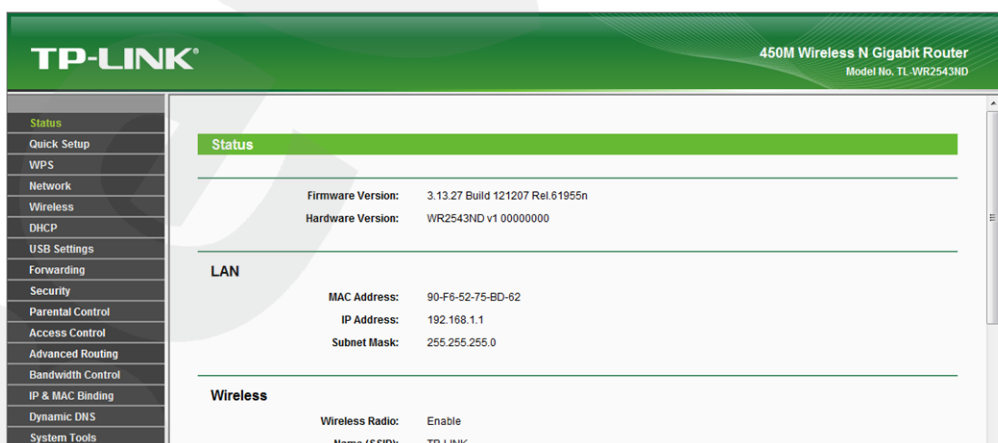 TP-LINK®
450M Wireless N Gigabit Router
Model No. TL-WR2543ND
Status
Quick Setup
WPS
Network
Wireless
DHCP
USB Settings
Forwarding
Security
Parental Control
Access Control
Advanced Routing
Bandwidth Control
IP & MAC Binding
Dynamic DNS
System Tools
Status
Firmware Version: 3.13.27 Build 121207 Rel.61955n
Hardware Version: WR2543ND v1 00000000
LAN
MAC Address: 90-F6-52-75-BD-62
IP Address: 192.168.1.1
Subnet Mask: 255.255.255.0
Wireless
Wireless Radio: Enable
Name (SSID): TP-LINK